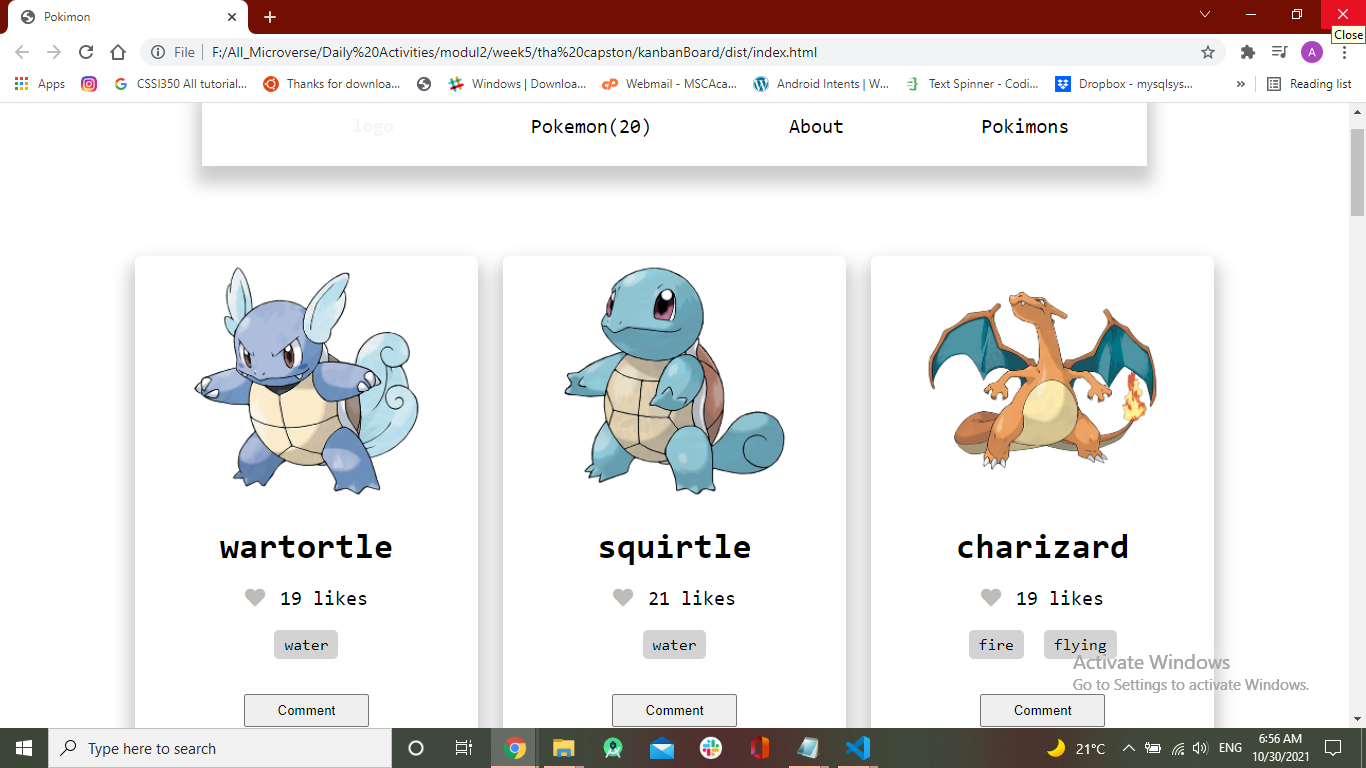 Pokimon
Close
File F:/All_Microverse/Daily%20Activities/modul2/week5/tha%20capston/kanbanBoard/dist/index.html A
Apps CSSI350 All tutorial... Thanks for downloa... Windows | Downloa... Webmail - MSCAca... Android Intents | W... Text Spinner - Codi... Dropbox - mysqlsys... » Reading list
logo Pokemon(20) About Pokimons
wartortle squirtle charizard
19 likes 21 likes 19 likes
water water fire flying
Activate Windows
Go to Settings to activate Windows.
Comment Comment Comment
Type here to search 21°C ENG 6:56 AM
10/30/2021